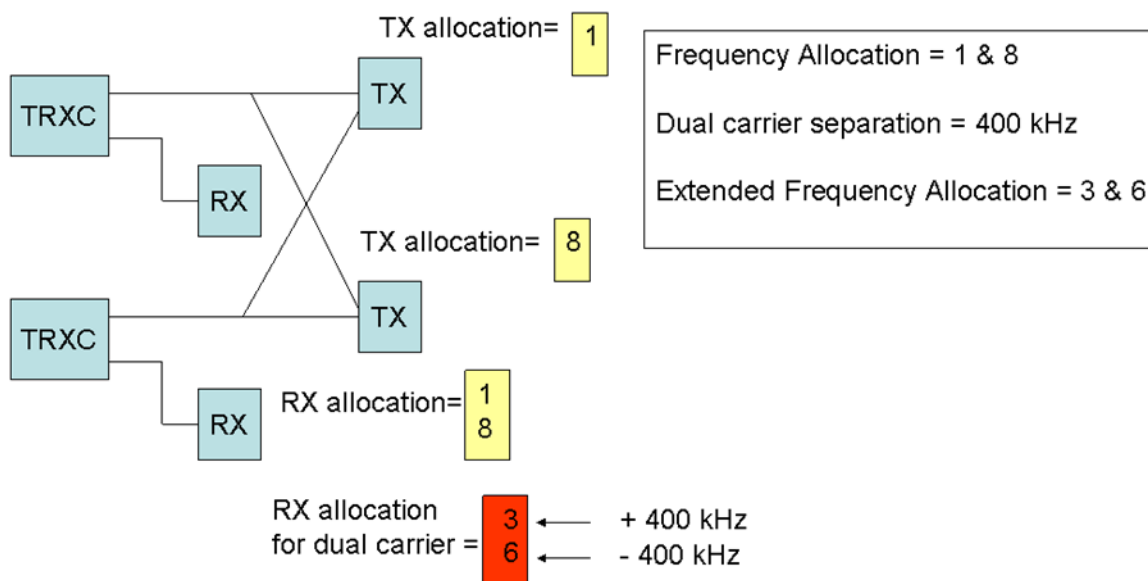 TX allocation=
1
TRXC
TX
RX
TX allocation=
8
TRXC
TX
RX
RX allocation=
1
8
RX allocation
for dual carrier =
3
+ 400 kHz
6
- 400 kHz
Frequency Allocation = 1 & 8
Dual carrier separation = 400 kHz
Extended Frequency Allocation = 3 & 6